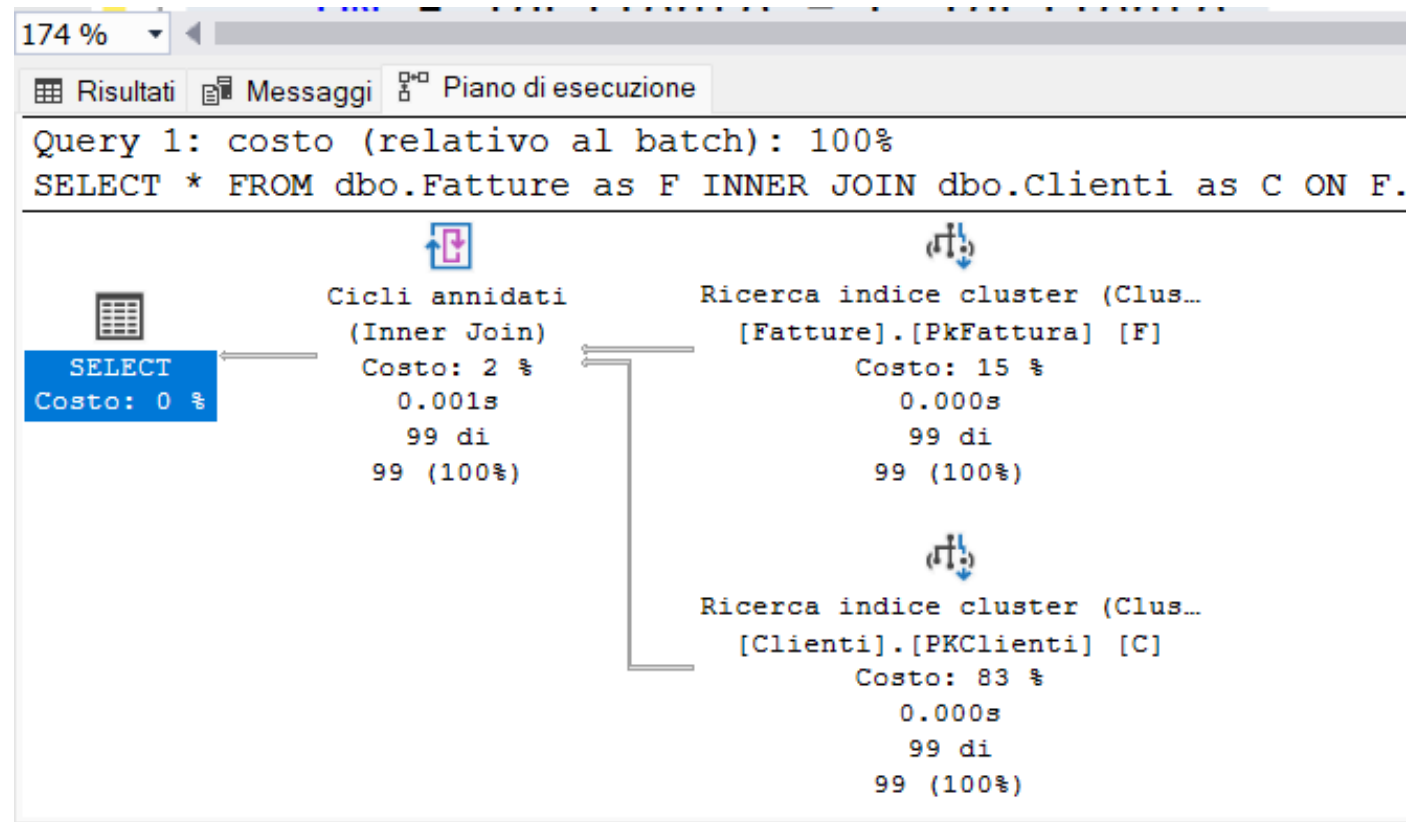 174 %
Risultati Messaggi Piano di esecuzione
Query 1: costo (relativo al batch): 100%
SELECT * FROM dbo.Fatture as F INNER JOIN dbo.Clienti as C ON F.
SELECT
Costo: 0 %
Cicli annidati
(Inner Join)
Costo: 2 %
0.001s
99 di
99 (100%)
Ricerca indice cluster (Clus…
[Fatture].[PkFattura] [F]
Costo: 15 %
0.000s
99 di
99 (100%)
Ricerca indice cluster (Clus…
[Clienti].[PKClienti] [C]
Costo: 83 %
0.000s
99 di
99 (100%)